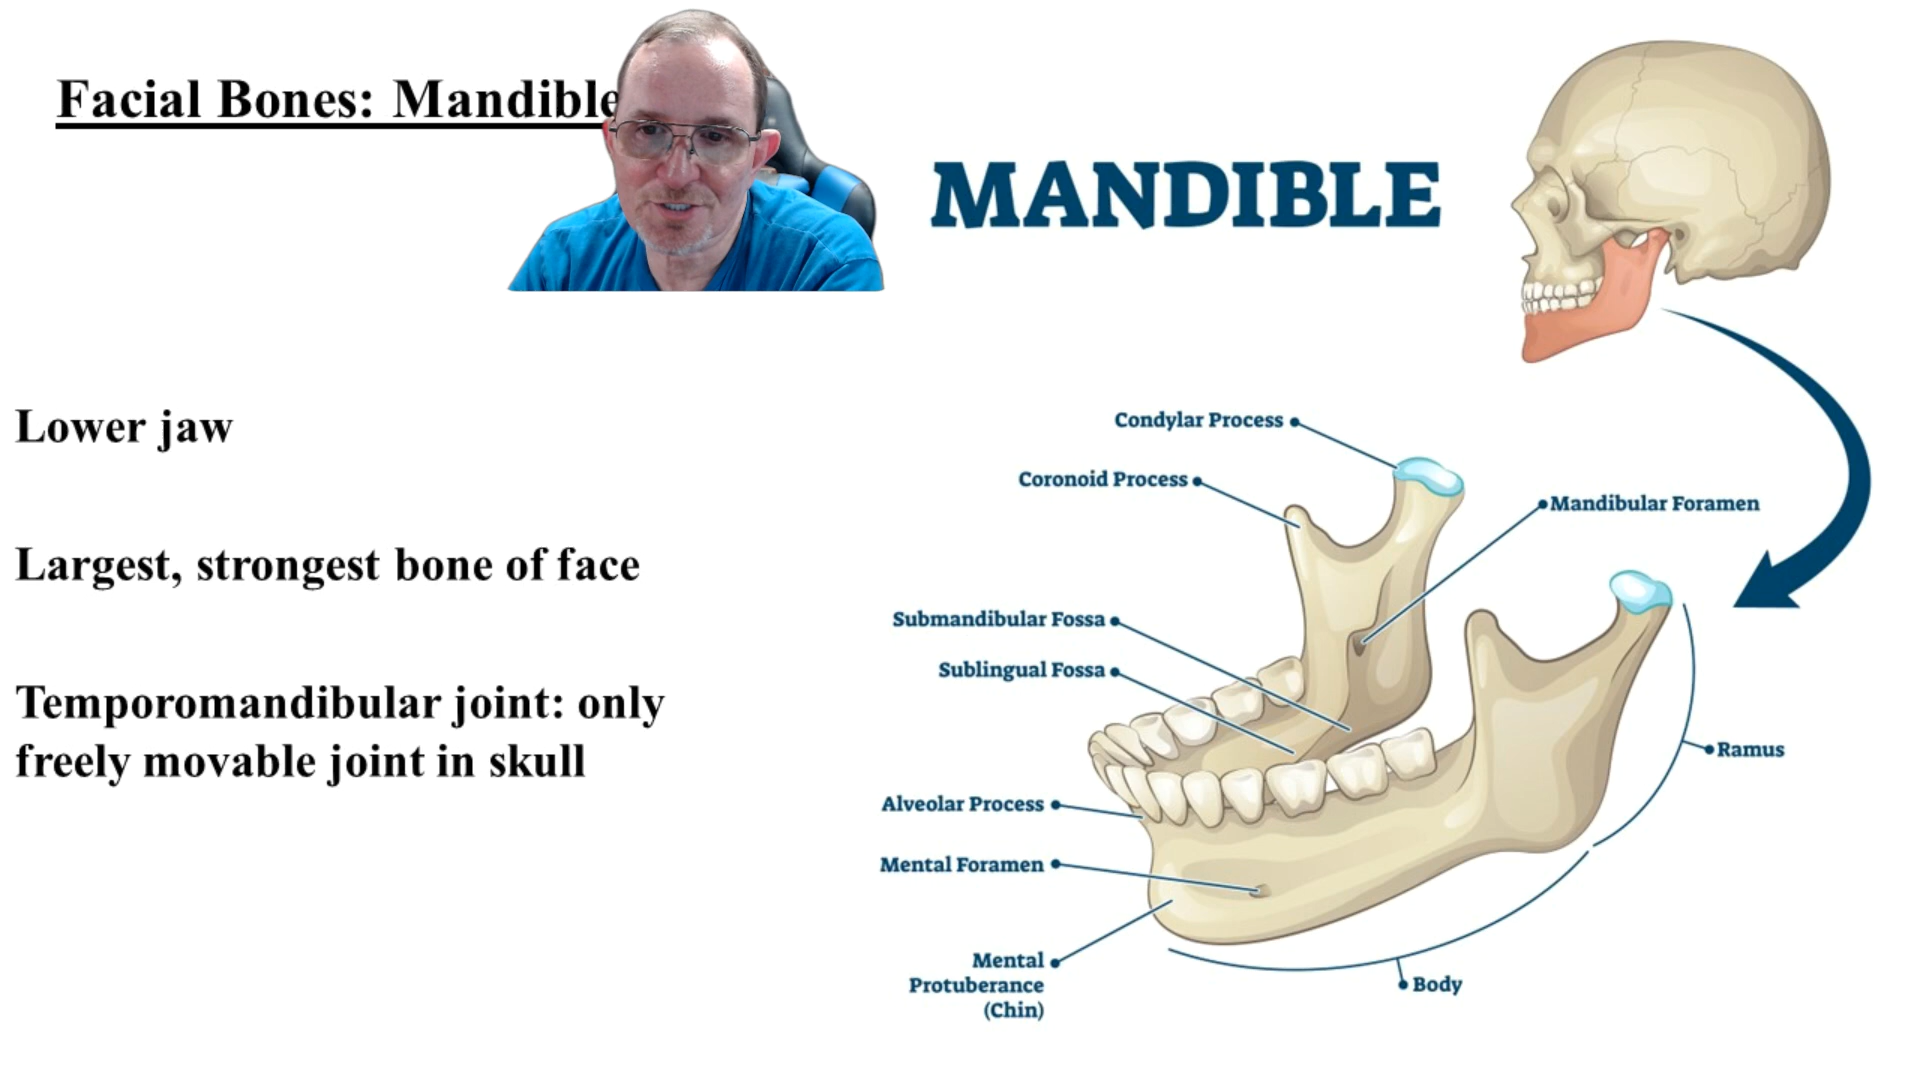 Facial Bones: Mandible
MANDIBLE
Lower jaw
Largest, strongest bone of face
Temporomandibular joint: only
freely movable joint in skull
Condylar Process
Coronoid Process
Mandibular Foramen
Submandibular Fossa
Sublingual Fossa
Ramus
Alveolar Process
Mental Foramen
Mental
Protuberance
(Chin)
Body